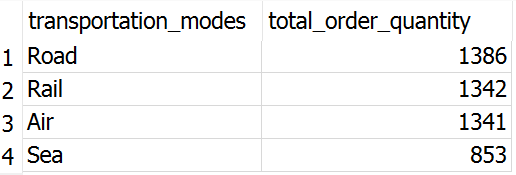 transportation_modes total_order_quantity
1 Road 1386
2 Rail 1342
3 Air 1341
4 Sea 853